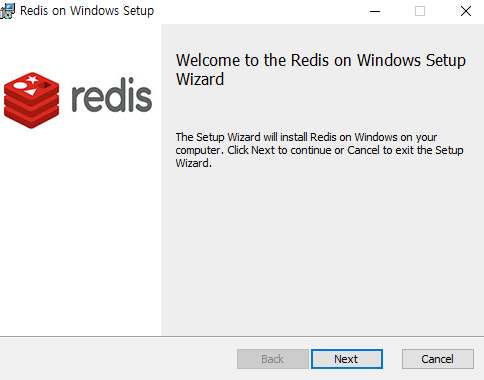 Redis on Windows Setup
redis
Welcome to the Redis on Windows Setup
Wizard
The Setup Wizard will install Redis on Windows on your
computer. Click Next to continue or Cancel to exit the Setup
Wizard.
Back Next Cancel